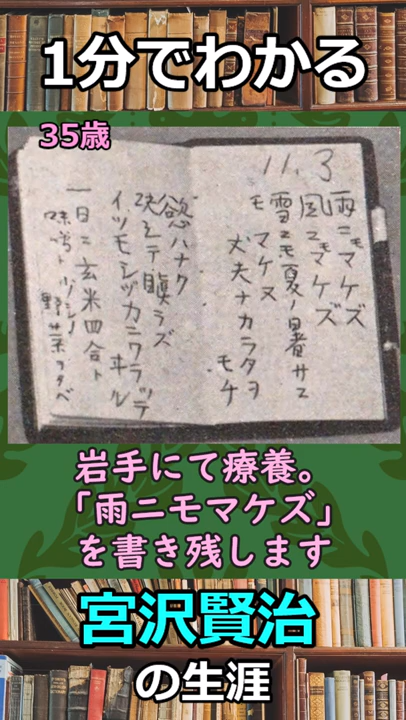 1分でわかる
35歳
11.3
雨ニモマケズ
風ニモマケズ
雪ニモ夏ノ暑サニ
モ マケヌ
丈夫ナカラダヲ
モチ
慾ハナク
決シテ瞋ラズ
イツモシヅカニワラッテ
ヰル
一日ニ玄米四合ト
味噌ト少シノ
野菜ヲタベ
岩手にて療養。
「雨ニモマケズ」
を書き残します
宮沢賢治
の生涯